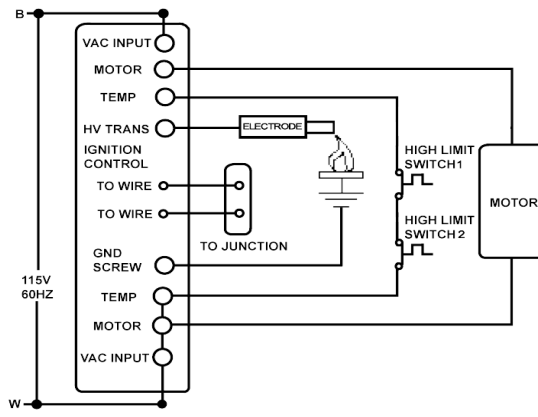 B
VAC INPUT
MOTOR
TEMP
HV TRANS
ELECTRODE
IGNITION
CONTROL
TO WIRE
TO WIRE
TO JUNCTION
HIGH LIMIT
SWITCH1
HIGH LIMIT
SWITCH 2
MOTOR
GND
SCREW
115V
60HZ
TEMP
MOTOR
VAC INPUT
W